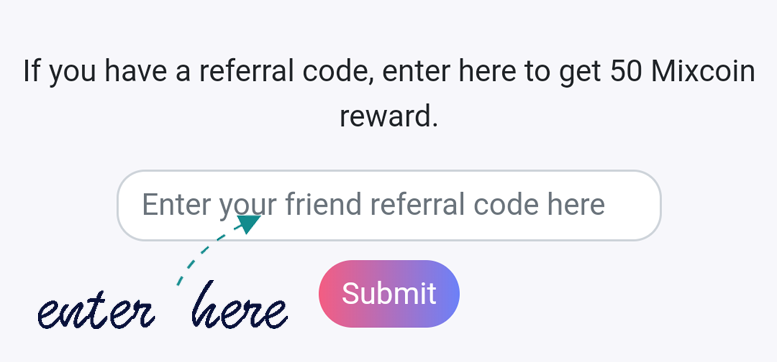 If you have a referral code, enter here to get 50 Mixcoin
reward.
Enter your friend referral code here
enter here
Submit